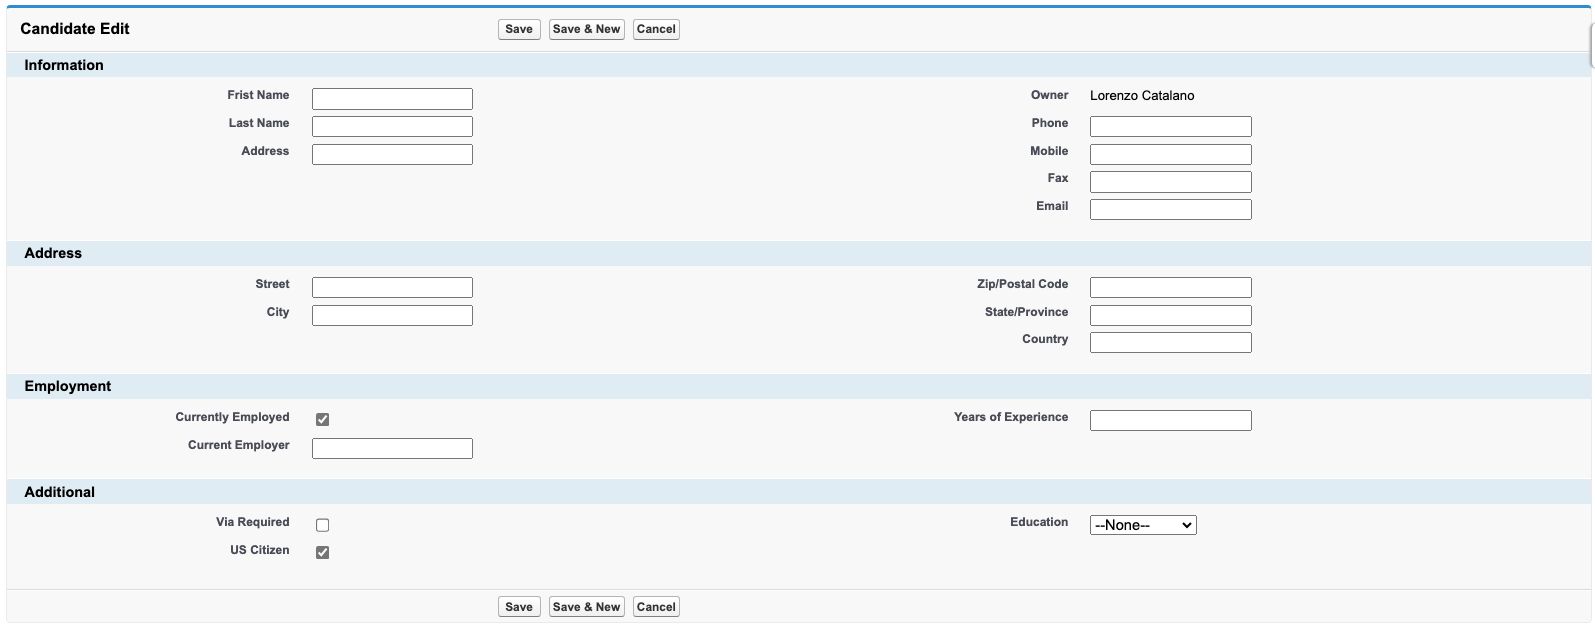 Candidate Edit Save Save & New Cancel
Information
Frist Name Owner Lorenzo Catalano
Last Name Phone
Address Mobile
Fax
Email
Address
Street Zip/Postal Code
City State/Province
Country
Employment
Currently Employed Years of Experience
Current Employer
Additional
Via Required Education --None--
US Citizen
Save Save & New Cancel